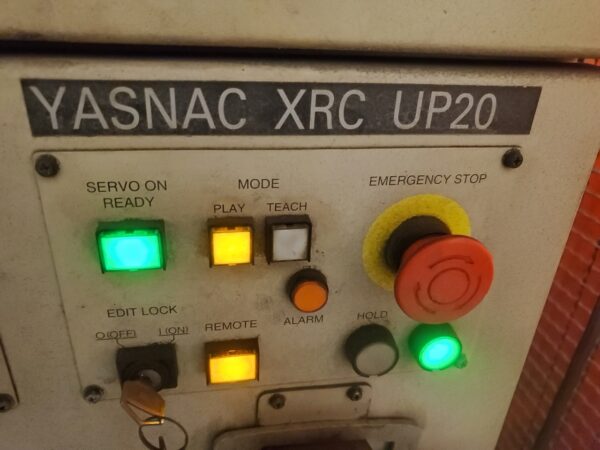 YASNAC XRC UP20
SERVO ON
READY
MODE
PLAY TEACH
EMERGENCY STOP
ALARM
EDIT LOCK
O(OFF) I(ON)
REMOTE
HOLD